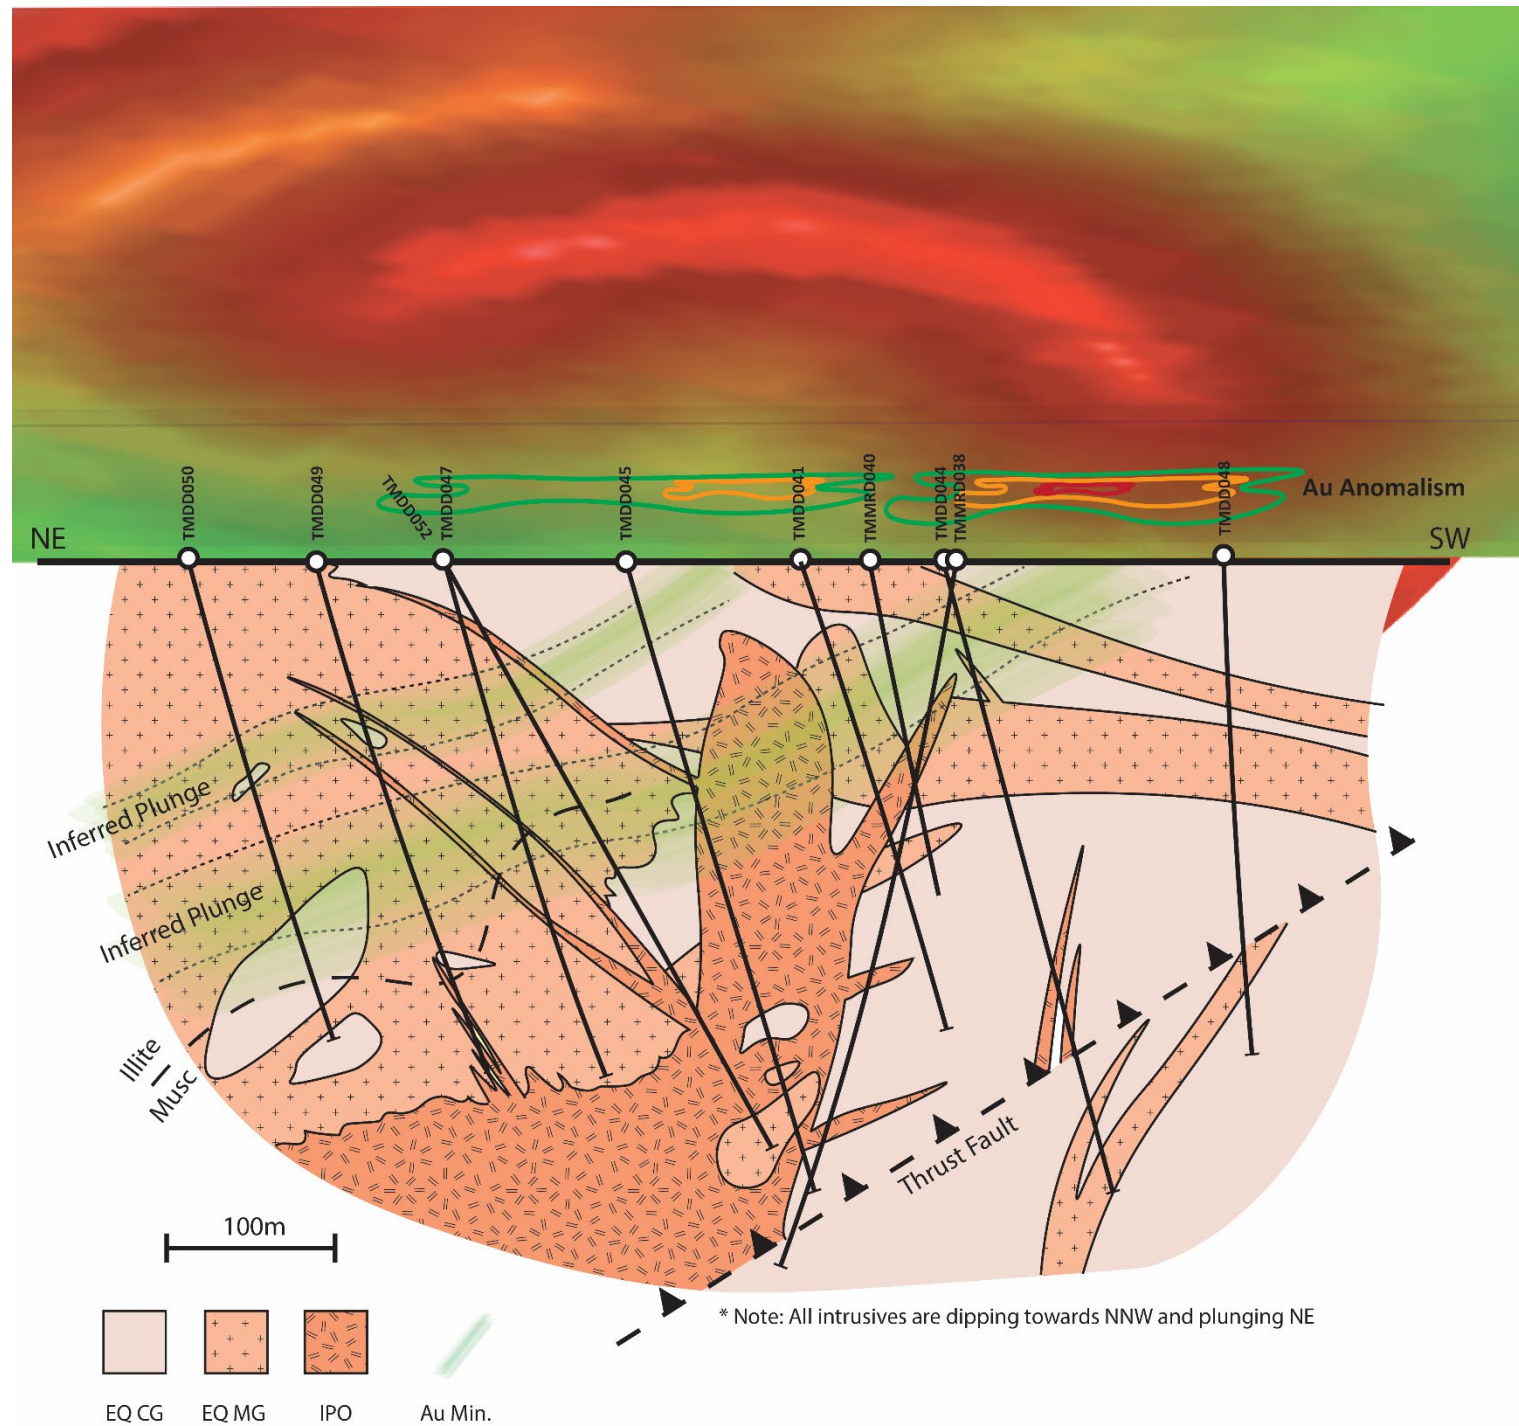 TMDD050
TMDD049
TMDD052
TMDD047
TMDD045
TMDD041
TMMRD040
TMDD044
TMMRD038
TMDD048
Au Anomalism
NE
SW
Inferred Plunge
Inferred Plunge
Illite
Musc
Thrust Fault
100m
* Note: All intrusives are dipping towards NNW and plunging NE
EQ CG
EQ MG
IPO
Au Min.